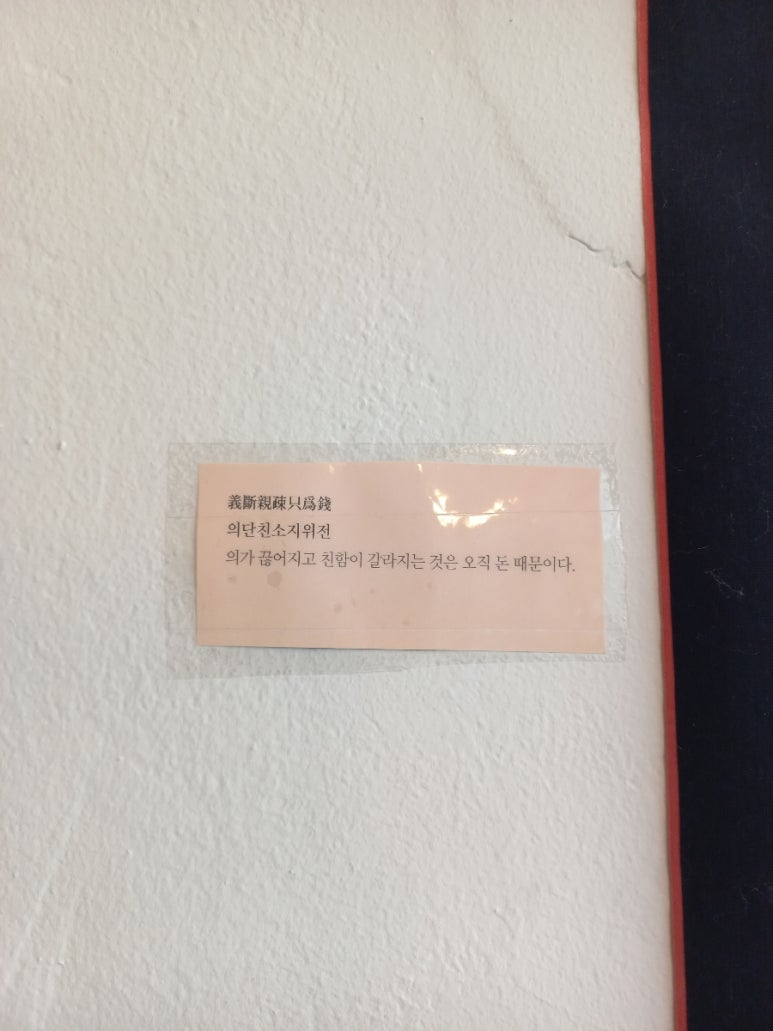 義斷親疎只爲錢
의단친소지위전
의가 끊어지고 친함이 갈라지는 것은 오직 돈 때문이다.